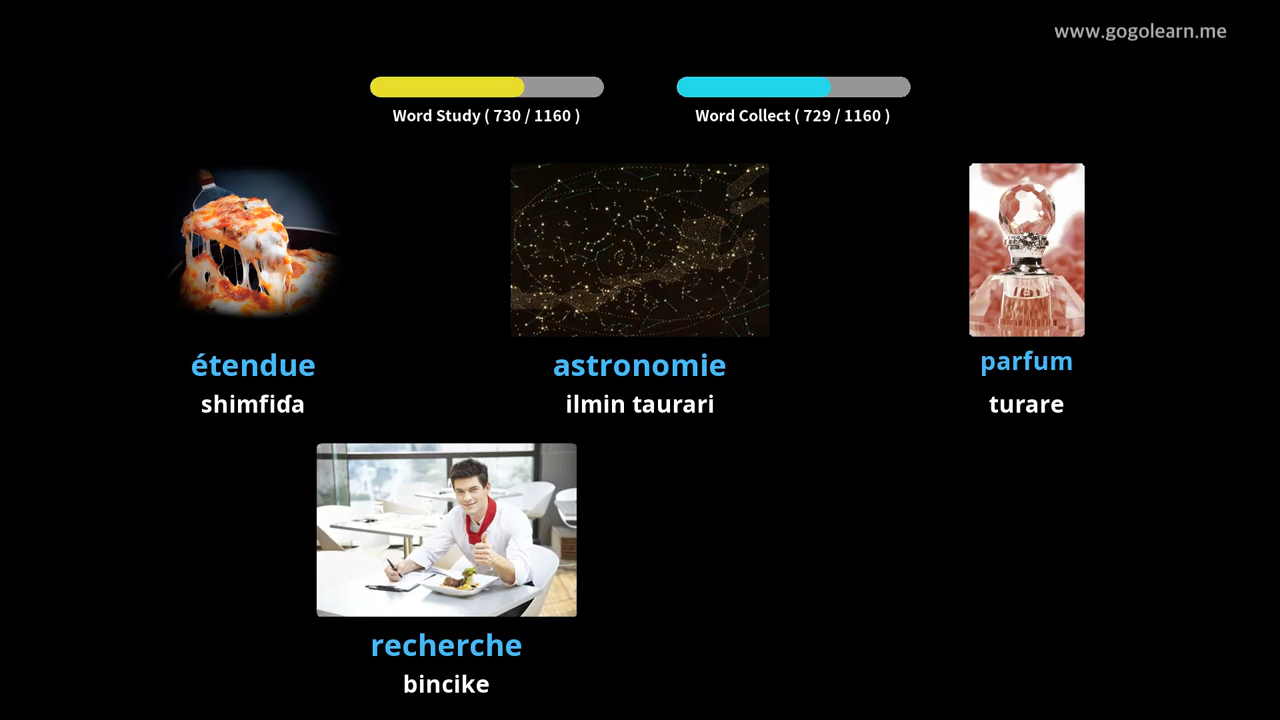 www.gogolearn.me
Word Study ( 730 / 1160 )
Word Collect ( 729 / 1160 )
étendue
shimfiɗa
astronomie
ilmin taurari
parfum
turare
recherche
bincike